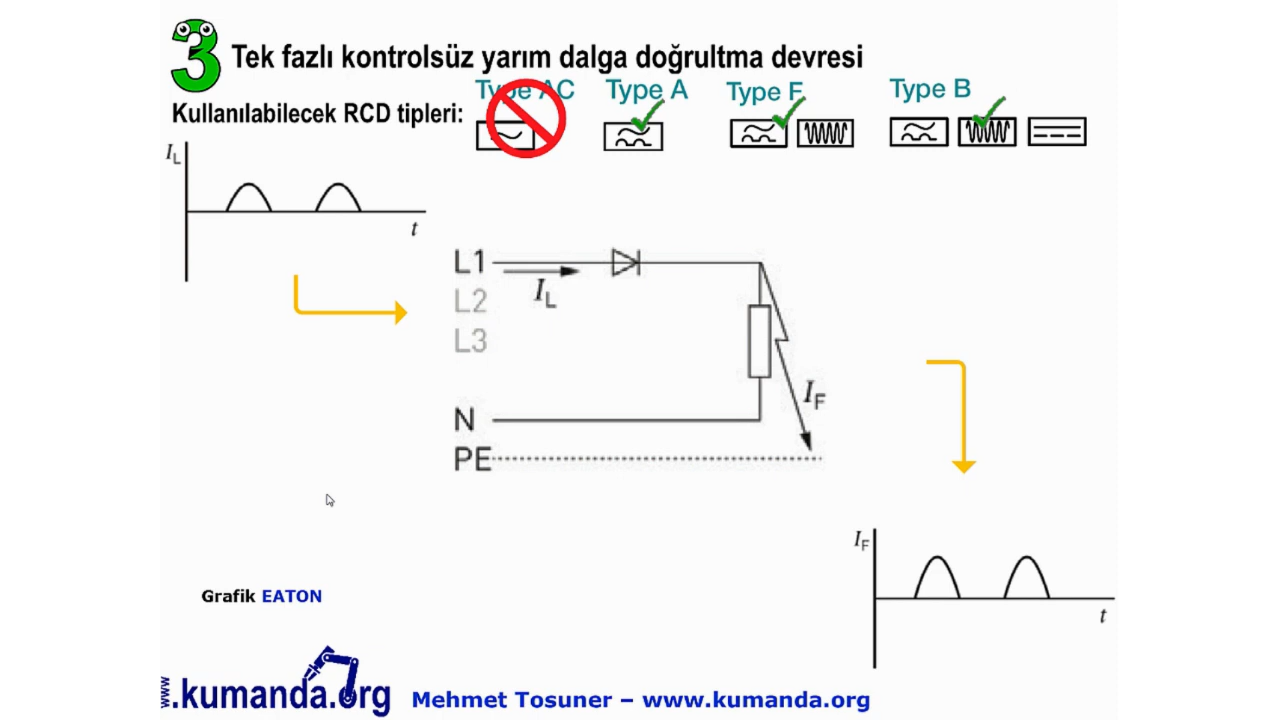 3 Tek fazlı kontrolsüz yarım dalga doğrultma devresi
Type AC Type A Type F Type B
Kullanılabilecek RCD tipleri:
IL
t
L1
IL
L2
L3
IF
N
PE
IF
t
Grafik EATON
www.kumanda.org
Mehmet Tosuner – www.kumanda.org